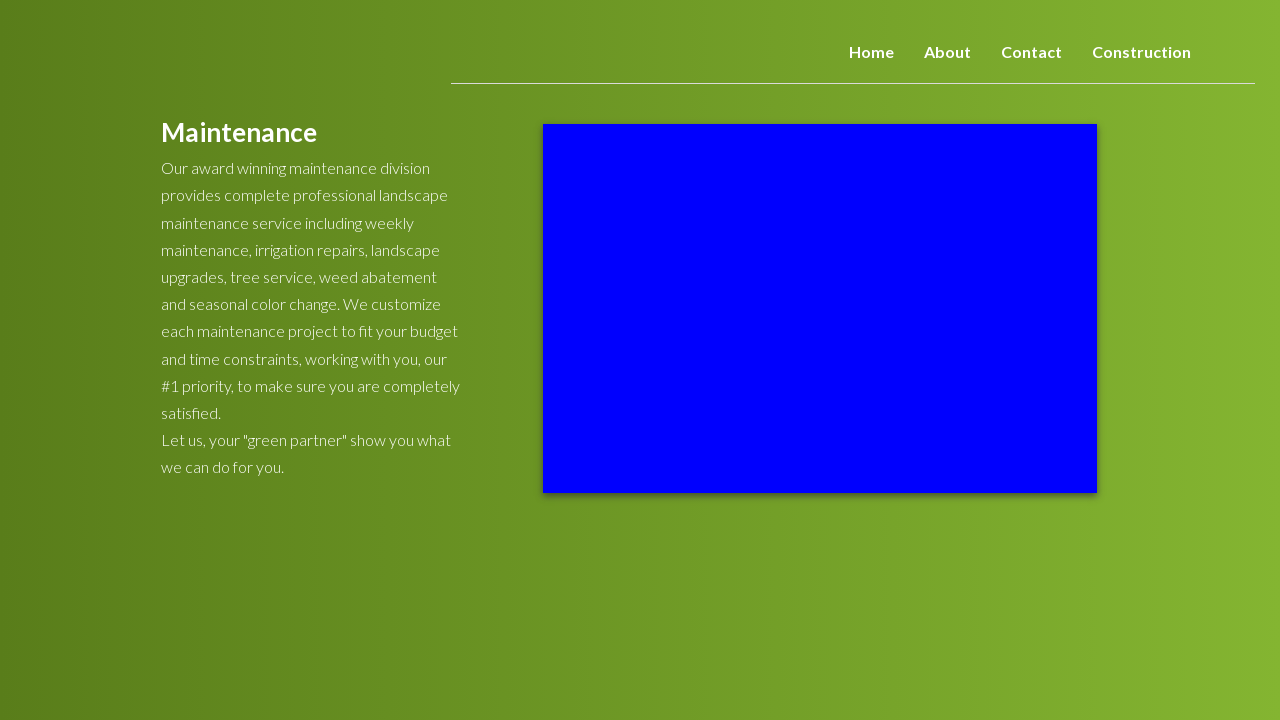 Home About Contact Construction
Maintenance
Our award winning maintenance division
provides complete professional landscape
maintenance service including weekly
maintenance, irrigation repairs, landscape
upgrades, tree service, weed abatement
and seasonal color change. We customize
each maintenance project to fit your budget
and time constraints, working with you, our
#1 priority, to make sure you are completely
satisfied.
Let us, your "green partner" show you what
we can do for you.